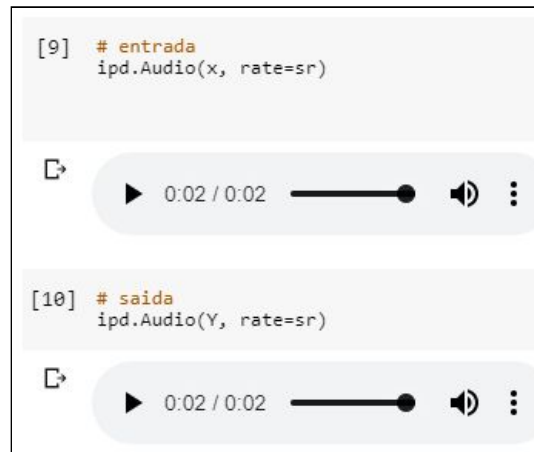 [9] # entrada
ipd.Audio(x, rate=sr)
0:02 / 0:02
[10] # saida
ipd.Audio(Y, rate=sr)
0:02 / 0:02